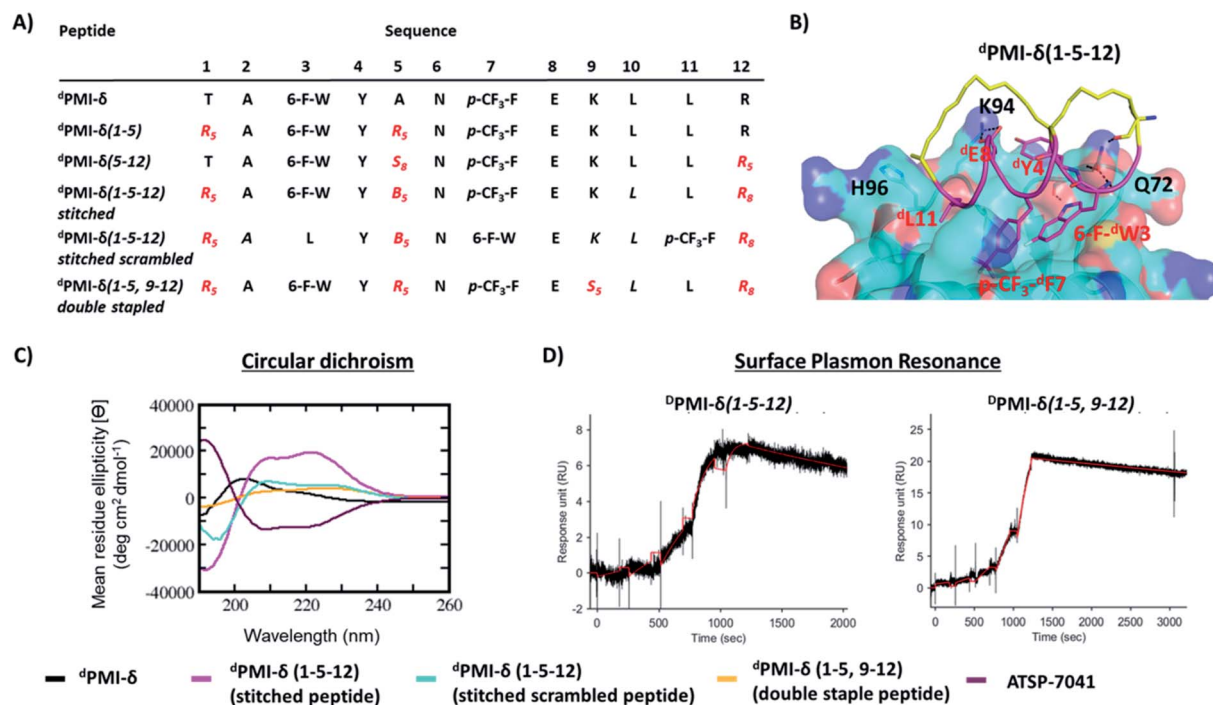 A)
Peptide Sequence
1 2 3 4 5 6 7 8 9 10 11 12
ᵈPMI-δ T A 6-F-W Y A N p-CF₃-F E K L L R
ᵈPMI-δ(1-5) R₅ A 6-F-W Y R₅ N p-CF₃-F E K L L R
ᵈPMI-δ(5-12) T A 6-F-W Y S₈ N p-CF₃-F E K L L R₅
ᵈPMI-δ(1-5-12) R₅ A 6-F-W Y B₅ N p-CF₃-F E K L L R₈
stitched
ᵈPMI-δ(1-5-12) R₅ A L Y B₅ N 6-F-W E K L p-CF₃-F R₈
stitched scrambled
ᵈPMI-δ(1-5, 9-12) R₅ A 6-F-W Y R₅ N p-CF₃-F E S₅ L L R₈
double stapled
B)
ᵈPMI-δ(1-5-12)
K94
ᵈE8
ᵈY4
H96
Q72
ᵈL11
6-F-ᵈW3
p-CF₃-ᵈF7
C)
Circular dichroism
Mean residue ellipticity [Θ]
(deg cm² dmol⁻¹)
40000
20000
0
-20000
-40000
200 220 240 260
Wavelength (nm)
D)
Surface Plasmon Resonance
ᴰPMI-δ(1-5-12)
Response unit (RU)
8
6
4
2
0
-2
0 500 1000 1500 2000
Time (sec)
ᴰPMI-δ(1-5, 9-12)
Response unit (RU)
25
20
15
10
5
0
0 500 1000 1500 2000 2500 3000
Time (sec)
ᵈPMI-δ
ᵈPMI-δ (1-5-12)
(stitched peptide)
ᵈPMI-δ (1-5-12)
(stitched scrambled peptide)
ᵈPMI-δ (1-5, 9-12)
(double staple peptide)
ATSP-7041